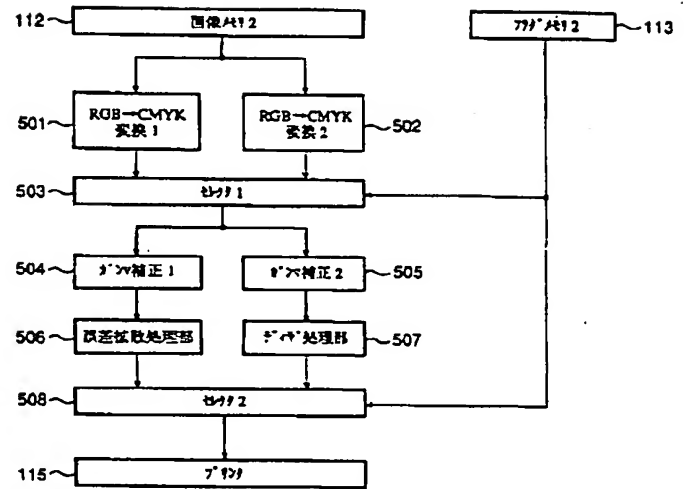 112 画像メモリ2
フラグメモリ2 113
501 RGB→CMYK
変換1
RGB→CMYK
変換2 502
503 セレクタ1
504 ガンマ補正1
ガンマ補正2 505
506 誤差拡散処理部
ディザ処理部 507
508 セレクタ2
115 プリンタ